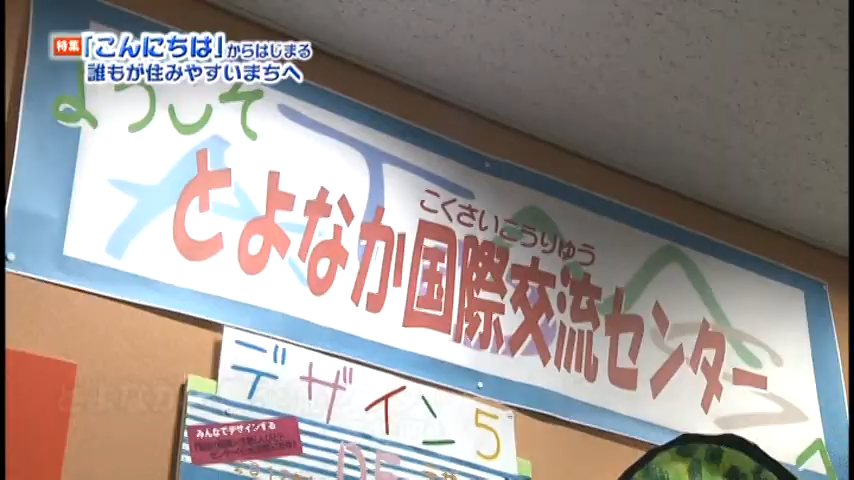 特集 「こんにちは」からはじまる
誰もが住みやすいまちへ
ようこそ
こくさいこうりゅう
とよなか国際交流センター
デザイン5
みんなでデザインする